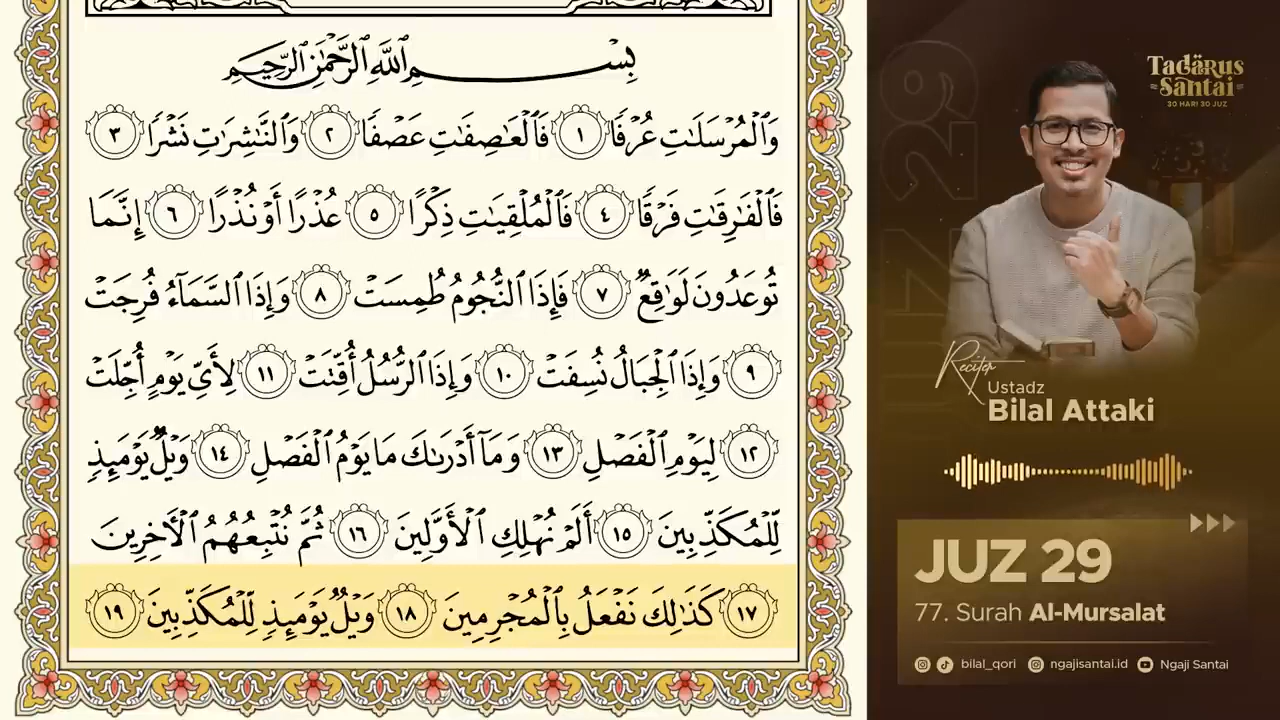 بِسْمِ ٱللَّهِ ٱلرَّحْمَٰنِ ٱلرَّحِيمِ
وَٱلْمُرْسَلَٰتِ عُرْفًا ١ فَٱلْعَٰصِفَٰتِ عَصْفًا ٢ وَٱلنَّٰشِرَٰتِ نَشْرًا ٣
فَٱلْفَٰرِقَٰتِ فَرْقًا ٤ فَٱلْمُلْقِيَٰتِ ذِكْرًا ٥ عُذْرًا أَوْ نُذْرًا ٦ إِنَّمَا
تُوعَدُونَ لَوَٰقِعٌ ٧ فَإِذَا ٱلنُّجُومُ طُمِسَتْ ٨ وَإِذَا ٱلسَّمَآءُ فُرِجَتْ
٩ وَإِذَا ٱلْجِبَالُ نُسِفَتْ ١٠ وَإِذَا ٱلرُّسُلُ أُقِّتَتْ ١١ لِأَىِّ يَوْمٍ أُجِّلَتْ
١٢ لِيَوْمِ ٱلْفَصْلِ ١٣ وَمَآ أَدْرَىٰكَ مَا يَوْمُ ٱلْفَصْلِ ١٤ وَيْلٌ يَوْمَئِذٍ
لِّلْمُكَذِّبِينَ ١٥ أَلَمْ نُهْلِكِ ٱلْأَوَّلِينَ ١٦ ثُمَّ نُتْبِعُهُمُ ٱلْءَاخِرِينَ
١٧ كَذَٰلِكَ نَفْعَلُ بِٱلْمُجْرِمِينَ ١٨ وَيْلٌ يَوْمَئِذٍ لِّلْمُكَذِّبِينَ ١٩
JUZ 29
Tadarus
Santai
30 HARI 30 JUZ
Reciter
Ustadz
Bilal Attaki
JUZ 29
77. Surah Al-Mursalat
bilal_qori ngajisantai.id Ngaji Santai